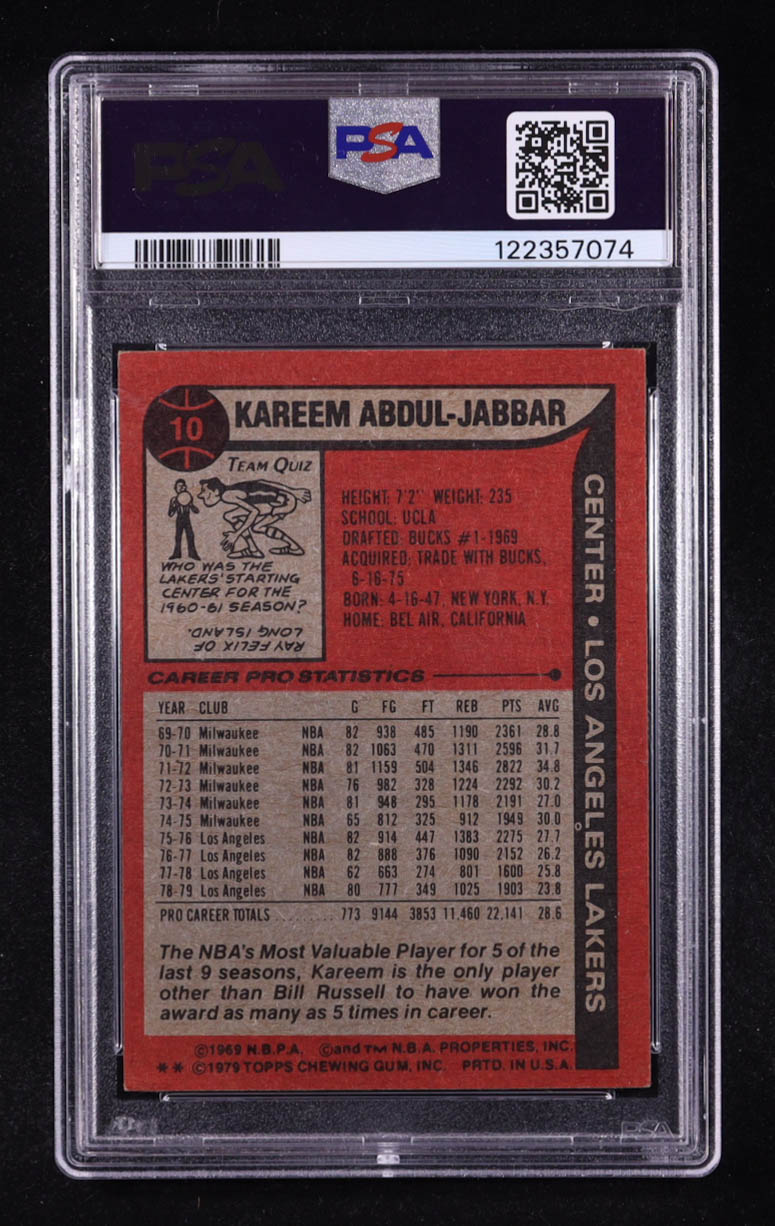 PSA
PSA
122357074
10
KAREEM ABDUL-JABBAR
TEAM QUIZ
WHO WAS THE
LAKERS' STARTING
CENTER FOR THE
1960-61 SEASON?
RAY FELIX OF
LONG ISLAND.
HEIGHT: 7'2" WEIGHT: 235
SCHOOL: UCLA
DRAFTED: BUCKS #1-1969
ACQUIRED: TRADE WITH BUCKS,
6-16-75
BORN: 4-16-47, NEW YORK, N.Y.
HOME: BEL AIR, CALIFORNIA
CENTER • LOS ANGELES LAKERS
CAREER PRO STATISTICS
YEAR CLUB G FG FT REB PTS AVG
69-70 Milwaukee NBA 82 938 485 1190 2361 28.8
70-71 Milwaukee NBA 82 1063 470 1311 2596 31.7
71-72 Milwaukee NBA 81 1159 504 1346 2822 34.8
72-73 Milwaukee NBA 76 982 328 1224 2292 30.2
73-74 Milwaukee NBA 81 948 295 1178 2191 27.0
74-75 Milwaukee NBA 65 812 325 912 1949 30.0
75-76 Los Angeles NBA 82 914 447 1383 2275 27.7
76-77 Los Angeles NBA 82 888 376 1090 2152 26.2
77-78 Los Angeles NBA 62 663 274 801 1600 25.8
78-79 Los Angeles NBA 80 777 349 1025 1903 23.8
PRO CAREER TOTALS ......... 773 9144 3853 11,460 22,141 28.6
The NBA's Most Valuable Player for 5 of the
last 9 seasons, Kareem is the only player
other than Bill Russell to have won the
award as many as 5 times in career.
©1969 N.B.P.A. ©and TM N.B.A. PROPERTIES, INC.
** ©1979 TOPPS CHEWING GUM, INC. PRTD. IN U.S.A.
PSA